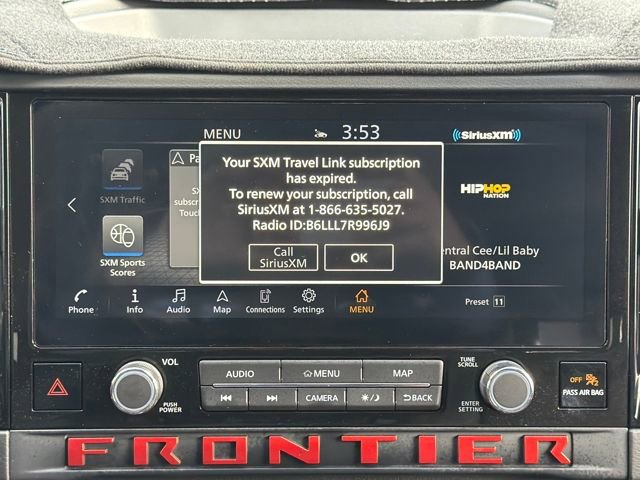 MENU 3:53 ((SiriusXM))
Pa
Your SXM Travel Link subscription
has expired.
To renew your subscription, call
SiriusXM at 1-866-635-5027.
Radio ID:B6LLL7R996J9
Call
SiriusXM
OK
SXM Traffic
SXM Sports
Scores
HIPHOP
NATION
entral Cee/Lil Baby
BAND4BAND
Phone Info Audio Map Connections Settings MENU Preset 11
VOL
PUSH
POWER
AUDIO MENU MAP
CAMERA BACK
TUNE
SCROLL
ENTER
SETTING
OFF
PASS AIR BAG
FRONTIER